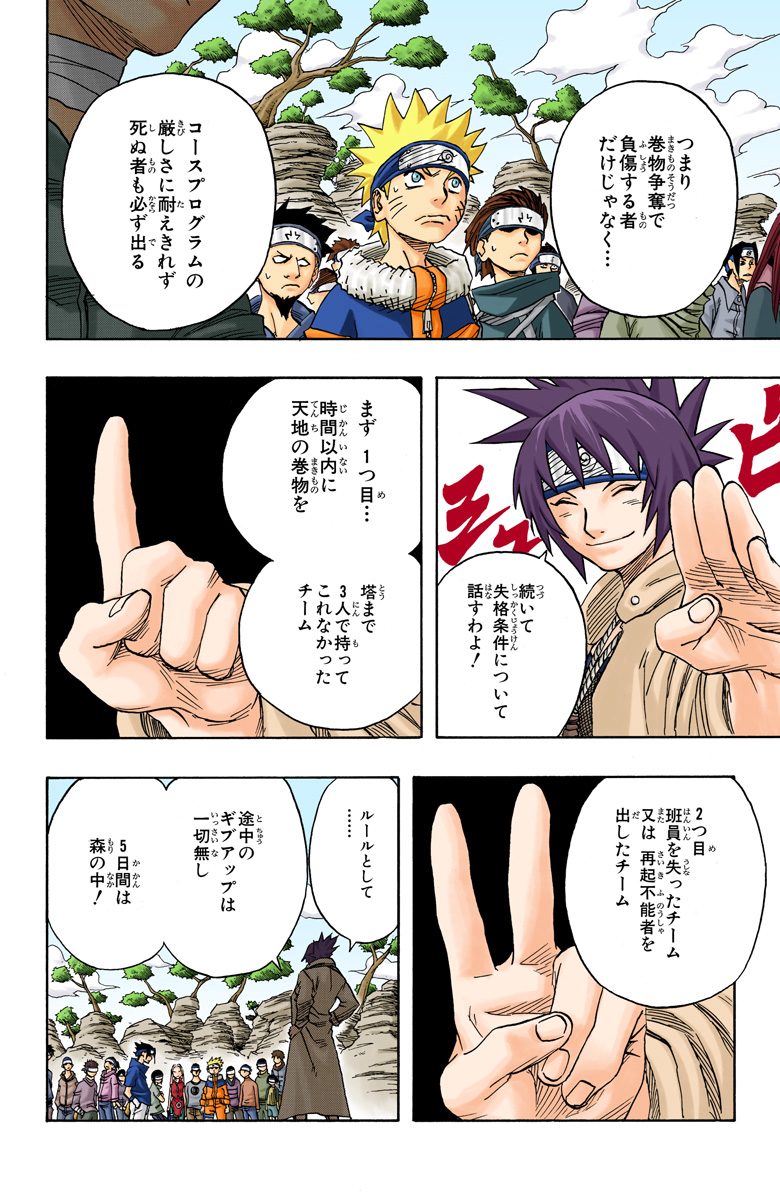 つまり
巻物争奪で
負傷する者
だけじゃなく…
コースプログラムの
厳しさに耐えきれず
死ぬ者も必ず出る
ビ
ミュッ
続いて
失格条件について
話すわよ!
まず 1つ目…
時間以内に
天地の巻物を
塔まで
3人で持って
これなかった
チーム
2つ目
班員を失ったチーム
又は 再起不能者を
出したチーム
ルールとして
………
途中の
ギブアップは
一切無し
5日間は
森の中!